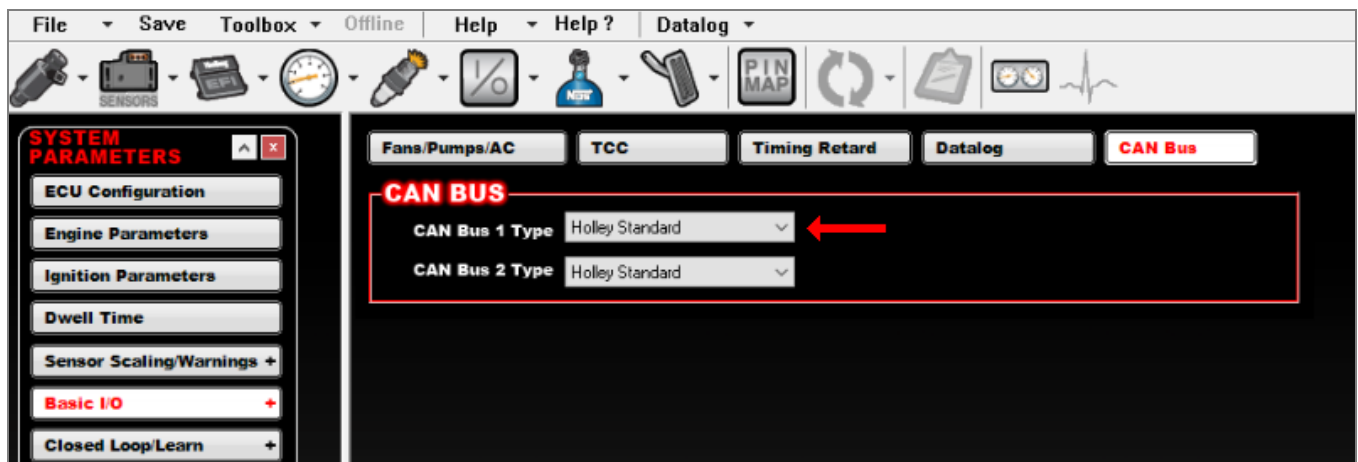 File Save Toolbox Offline Help Help ? Datalog
SENSORS EFI I/O NOS PIN MAP
SYSTEM
PARAMETERS
Fans/Pumps/AC TCC Timing Retard Datalog CAN Bus
ECU Configuration
CAN BUS
Engine Parameters
CAN Bus 1 Type Holley Standard
Ignition Parameters
CAN Bus 2 Type Holley Standard
Dwell Time
Sensor Scaling/Warnings +
Basic I/O +
Closed Loop/Learn +